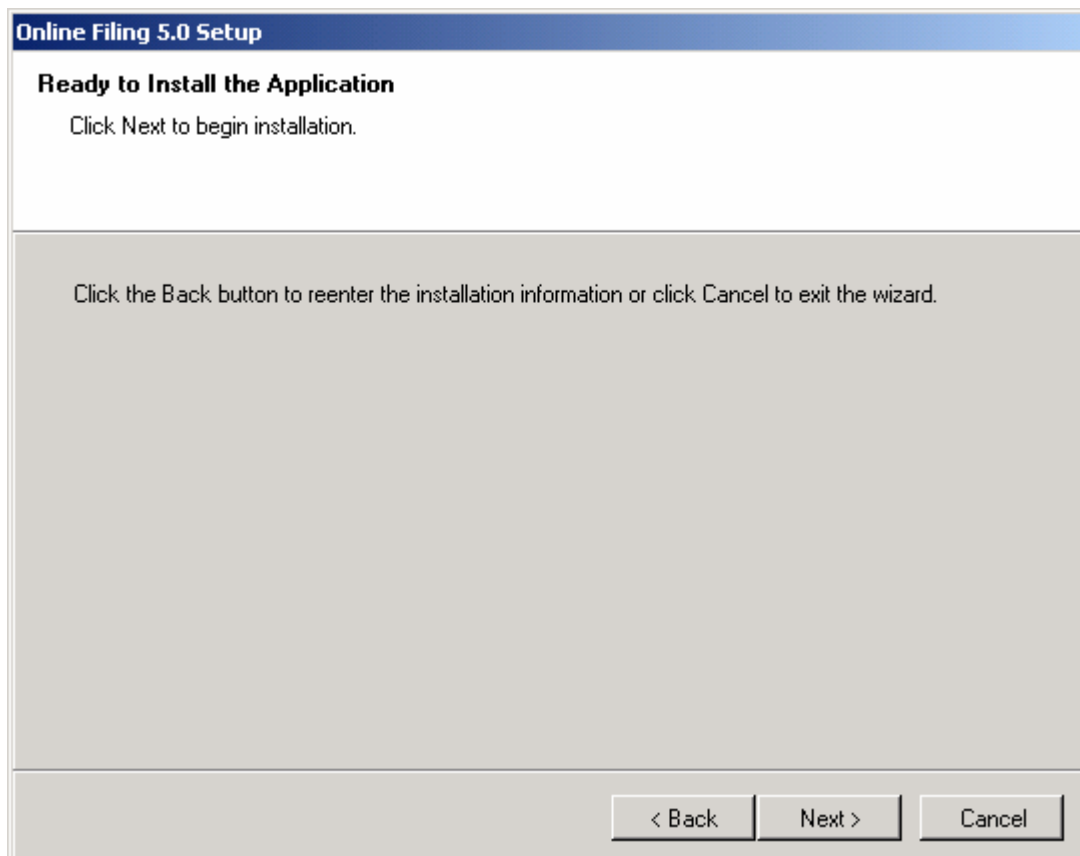 Online Filing 5.0 Setup
Ready to Install the Application
Click Next to begin installation.
Click the Back button to reenter the installation information or click Cancel to exit the wizard.
< Back
Next >
Cancel